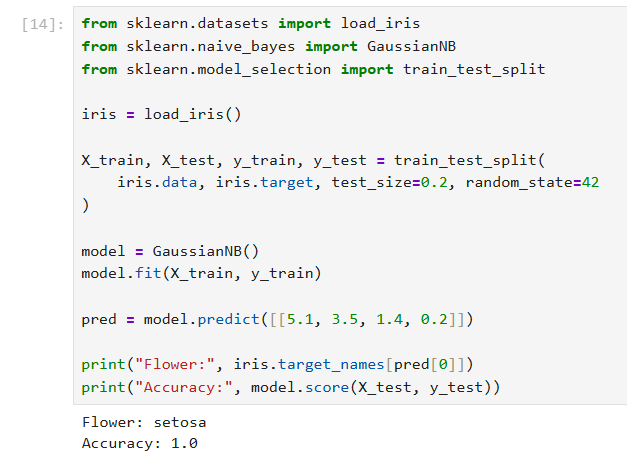 [14]:
from sklearn.datasets import load_iris
from sklearn.naive_bayes import GaussianNB
from sklearn.model_selection import train_test_split
iris = load_iris()
X_train, X_test, y_train, y_test = train_test_split(
    iris.data, iris.target, test_size=0.2, random_state=42
)
model = GaussianNB()
model.fit(X_train, y_train)
pred = model.predict([[5.1, 3.5, 1.4, 0.2]])
print("Flower:", iris.target_names[pred[0]])
print("Accuracy:", model.score(X_test, y_test))
Flower: setosa
Accuracy: 1.0